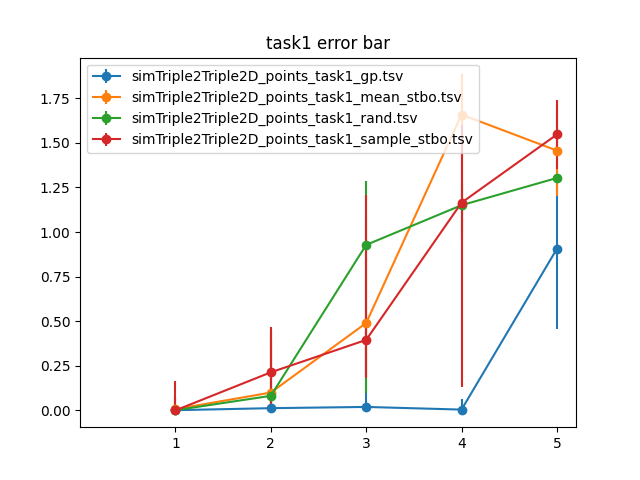 task1 error bar
simTriple2Triple2D_points_task1_gp.tsv
simTriple2Triple2D_points_task1_mean_stbo.tsv
simTriple2Triple2D_points_task1_rand.tsv
simTriple2Triple2D_points_task1_sample_stbo.tsv
1.75
1.50
1.25
1.00
0.75
0.50
0.25
0.00
1 2 3 4 5